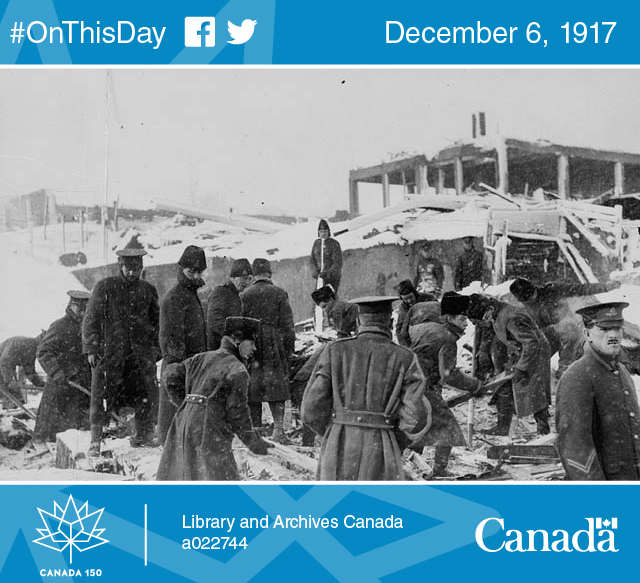 #OnThisDay
December 6, 1917
CANADA 150
Library and Archives Canada
a022744
Canada